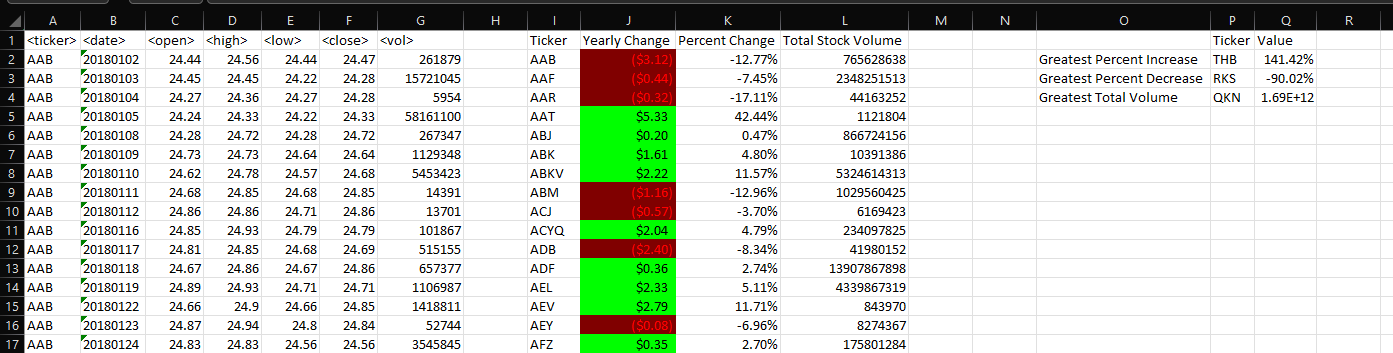 A B C D E F G H I J K L M N O P Q R
1 <ticker> <date> <open> <high> <low> <close> <vol> Ticker Yearly Change Percent Change Total Stock Volume Ticker Value
2 AAB 20180102 24.44 24.56 24.44 24.47 261879 AAB ($3.12) -12.77% 765628638 Greatest Percent Increase THB 141.42%
3 AAB 20180103 24.45 24.45 24.22 24.28 15721045 AAF ($0.44) -7.45% 2348251513 Greatest Percent Decrease RKS -90.02%
4 AAB 20180104 24.27 24.36 24.27 24.28 5954 AAR ($0.32) -17.11% 44163252 Greatest Total Volume QKN 1.69E+12
5 AAB 20180105 24.24 24.33 24.22 24.33 58161100 AAT $5.33 42.44% 1121804
6 AAB 20180108 24.28 24.72 24.28 24.72 267347 ABJ $0.20 0.47% 866724156
7 AAB 20180109 24.73 24.73 24.64 24.64 1129348 ABK $1.61 4.80% 10391386
8 AAB 20180110 24.62 24.78 24.57 24.68 5453423 ABKV $2.22 11.57% 5324614313
9 AAB 20180111 24.68 24.85 24.68 24.85 14391 ABM ($1.16) -12.96% 1029560425
10 AAB 20180112 24.86 24.86 24.71 24.86 13701 ACJ ($0.57) -3.70% 6169423
11 AAB 20180116 24.85 24.93 24.79 24.79 101867 ACYQ $2.04 4.79% 234097825
12 AAB 20180117 24.81 24.85 24.68 24.69 515155 ADB ($2.40) -8.34% 41980152
13 AAB 20180118 24.67 24.86 24.67 24.86 657377 ADF $0.36 2.74% 13907867898
14 AAB 20180119 24.89 24.93 24.71 24.71 1106987 AEL $2.33 5.11% 4339867319
15 AAB 20180122 24.66 24.9 24.66 24.85 1418811 AEV $2.79 11.71% 843970
16 AAB 20180123 24.87 24.94 24.8 24.84 52744 AEY ($0.08) -6.96% 8274367
17 AAB 20180124 24.83 24.83 24.56 24.56 3545845 AFZ $0.35 2.70% 175801284